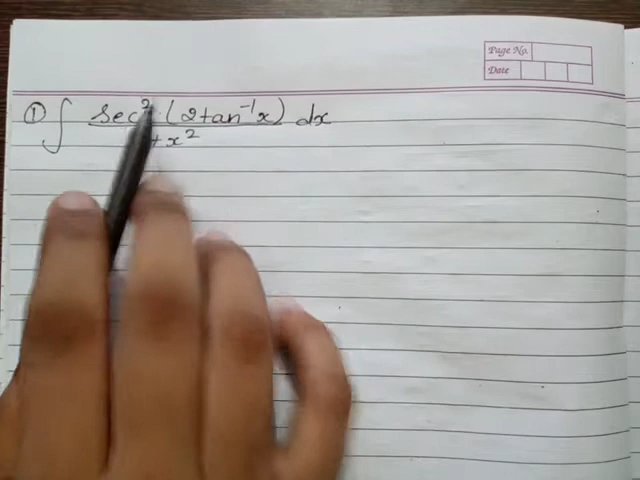 Page No.
Date
① ∫ sec² (2tan⁻¹x) dx
+ x²